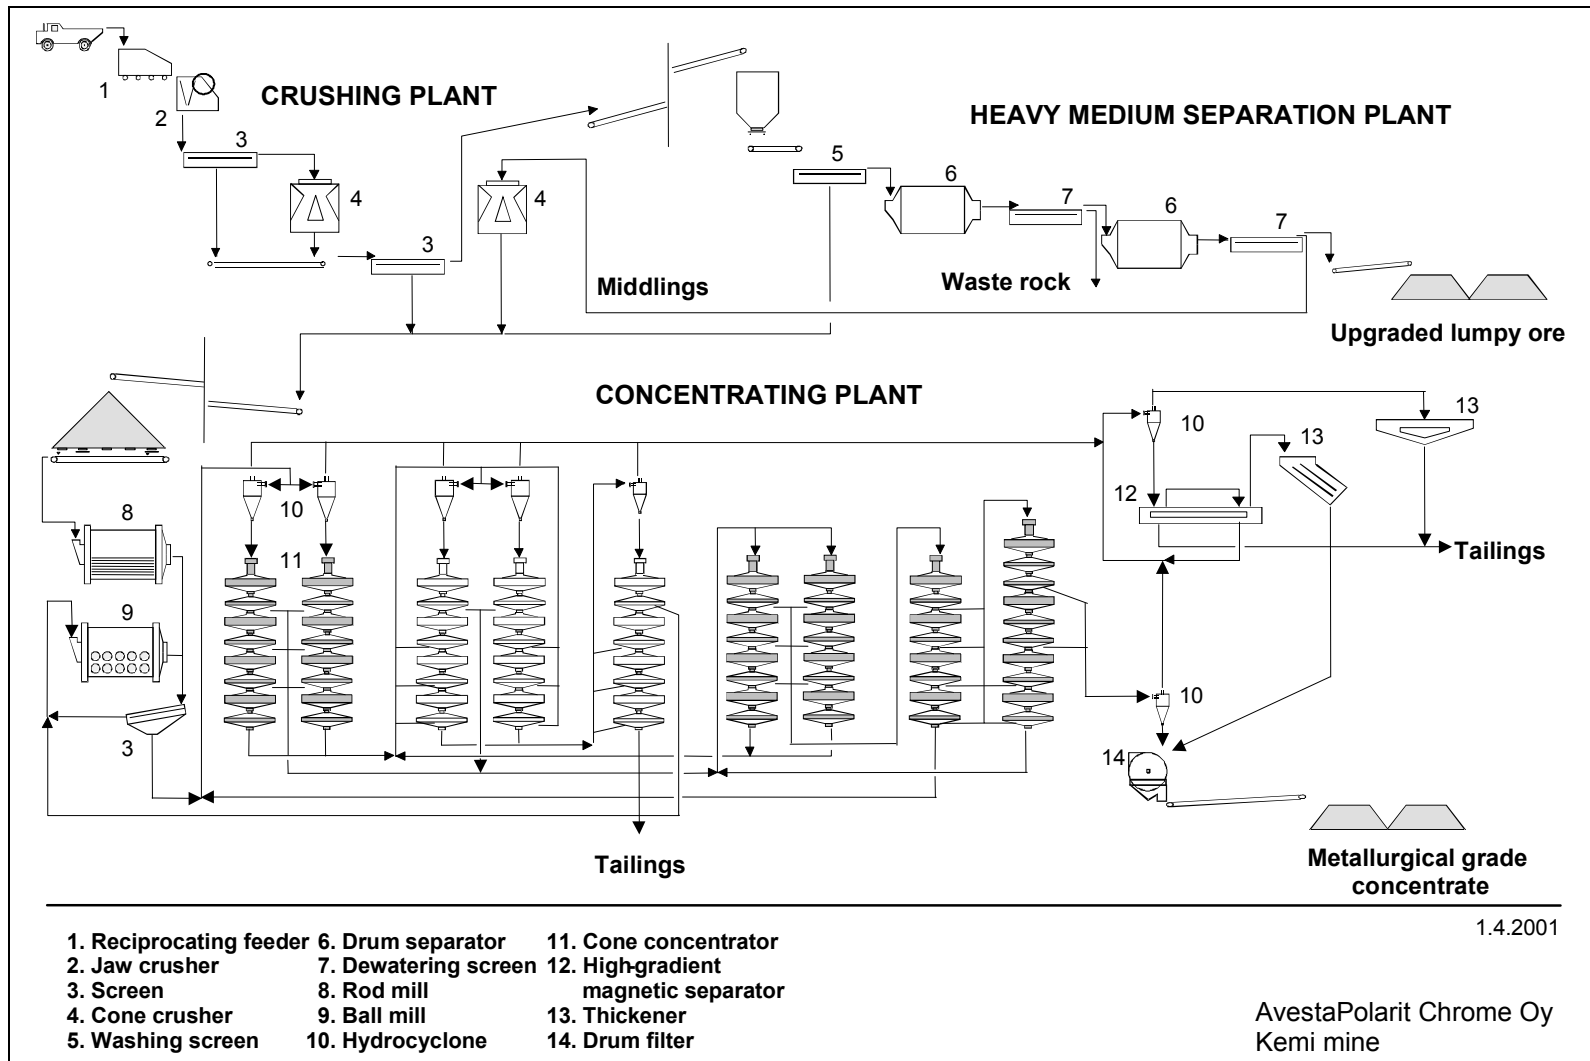 1
2
CRUSHING PLANT
3
4
3
4
HEAVY MEDIUM SEPARATION PLANT
5
6
7
6
7
Middlings
Waste rock
Upgraded lumpy ore
CONCENTRATING PLANT
8
9
3
10
11
10
13
13
12
Tailings
10
14
Tailings
Metallurgical grade
concentrate
1.4.2001
1. Reciprocating feeder
2. Jaw crusher
3. Screen
4. Cone crusher
5. Washing screen
6. Drum separator
7. Dewatering screen
8. Rod mill
9. Ball mill
10. Hydrocyclone
11. Cone concentrator
12. High-gradient
magnetic separator
13. Thickener
14. Drum filter
AvestaPolarit Chrome Oy
Kemi mine